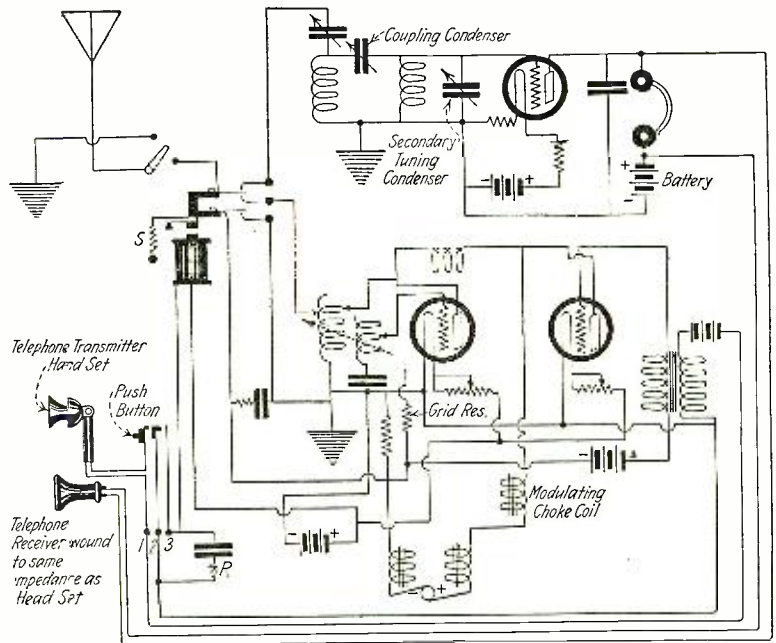 Coupling Condenser
Secondary
Tuning
Condenser
- +
+
Battery
-
S
Telephone Transmitter
Hand Set
Push
Button
Grid Res.
- +
Modulating
Choke Coil
Telephone
Receiver wound
to same
impedance as
Head Set
1 2 3
- +
R
- +